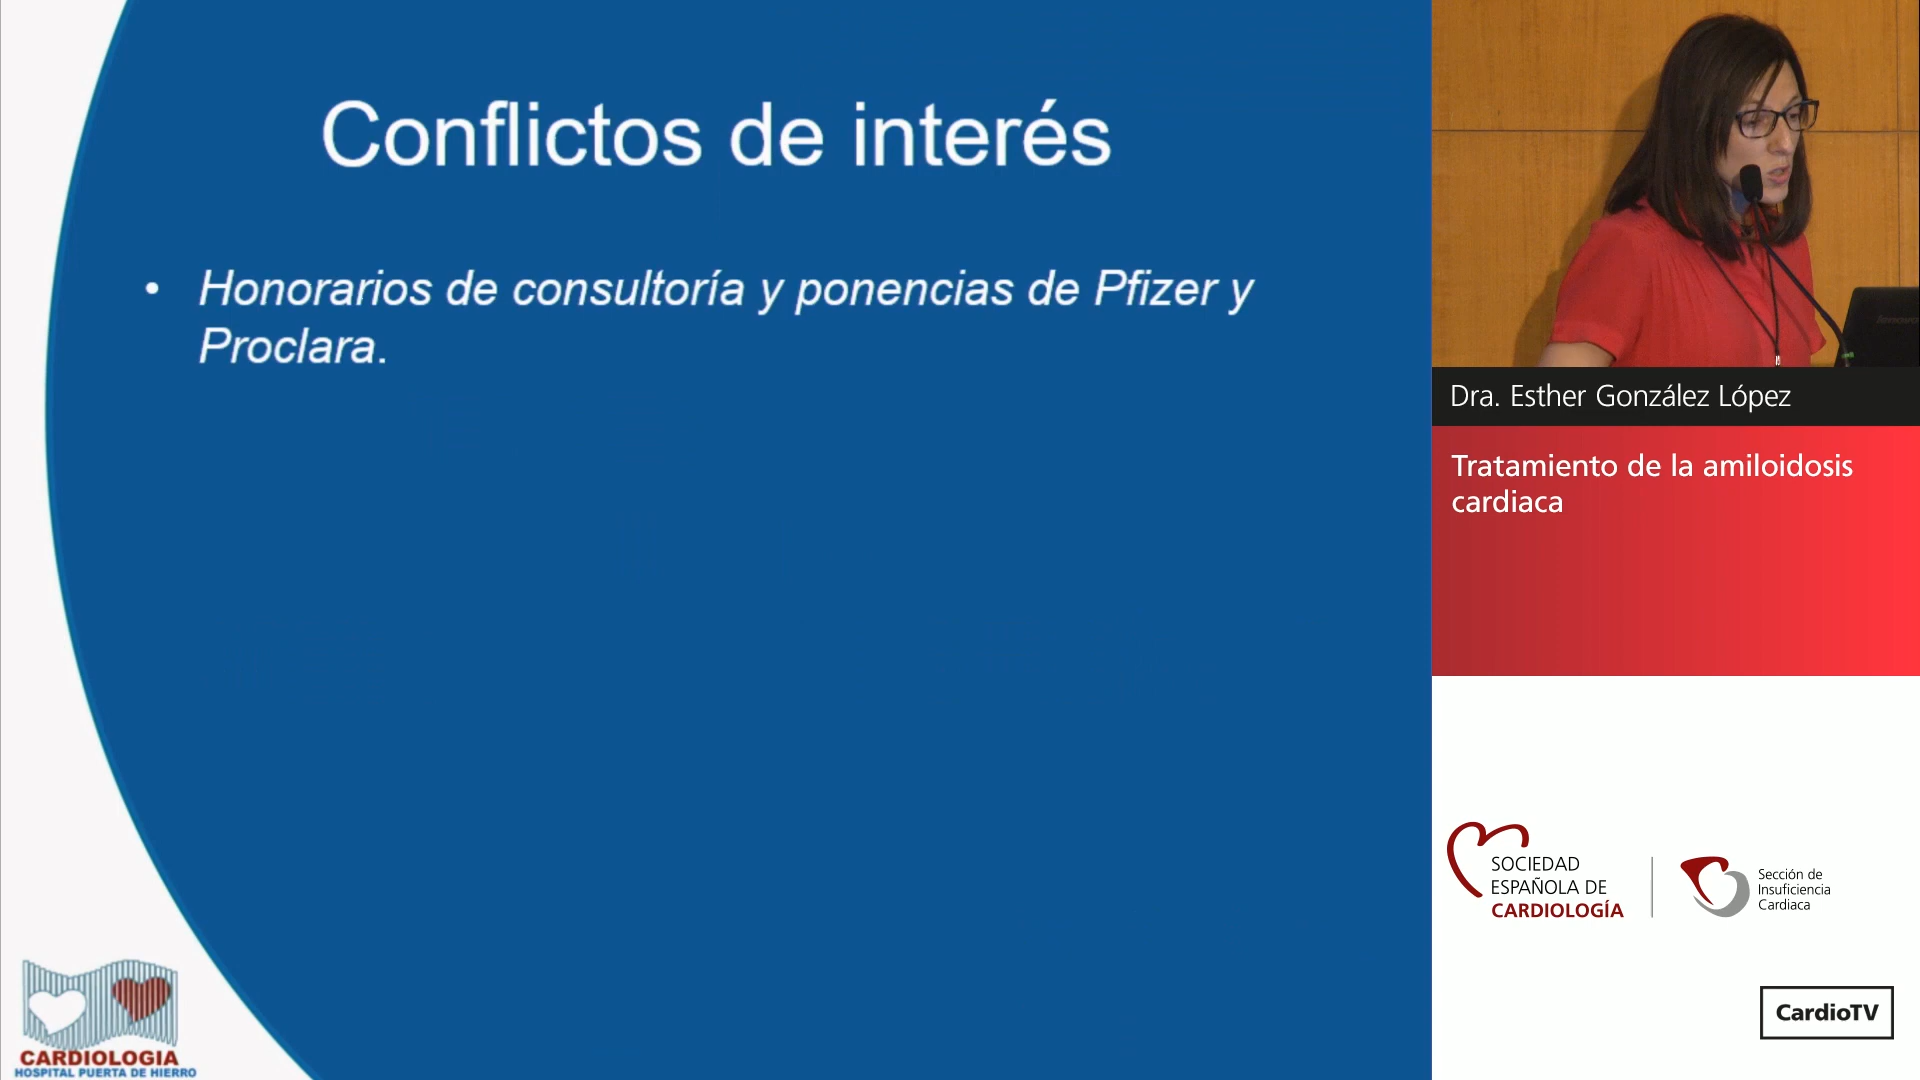 Conflictos de interés
• Honorarios de consultoría y ponencias de Pfizer y
Proclara.
CARDIOLOGIA
HOSPITAL PUERTA DE HIERRO
lenovo
Dra. Esther González López
Tratamiento de la amiloidosis
cardiaca
SOCIEDAD
ESPAÑOLA DE
CARDIOLOGÍA
Sección de
Insuficiencia
Cardiaca
CardioTV